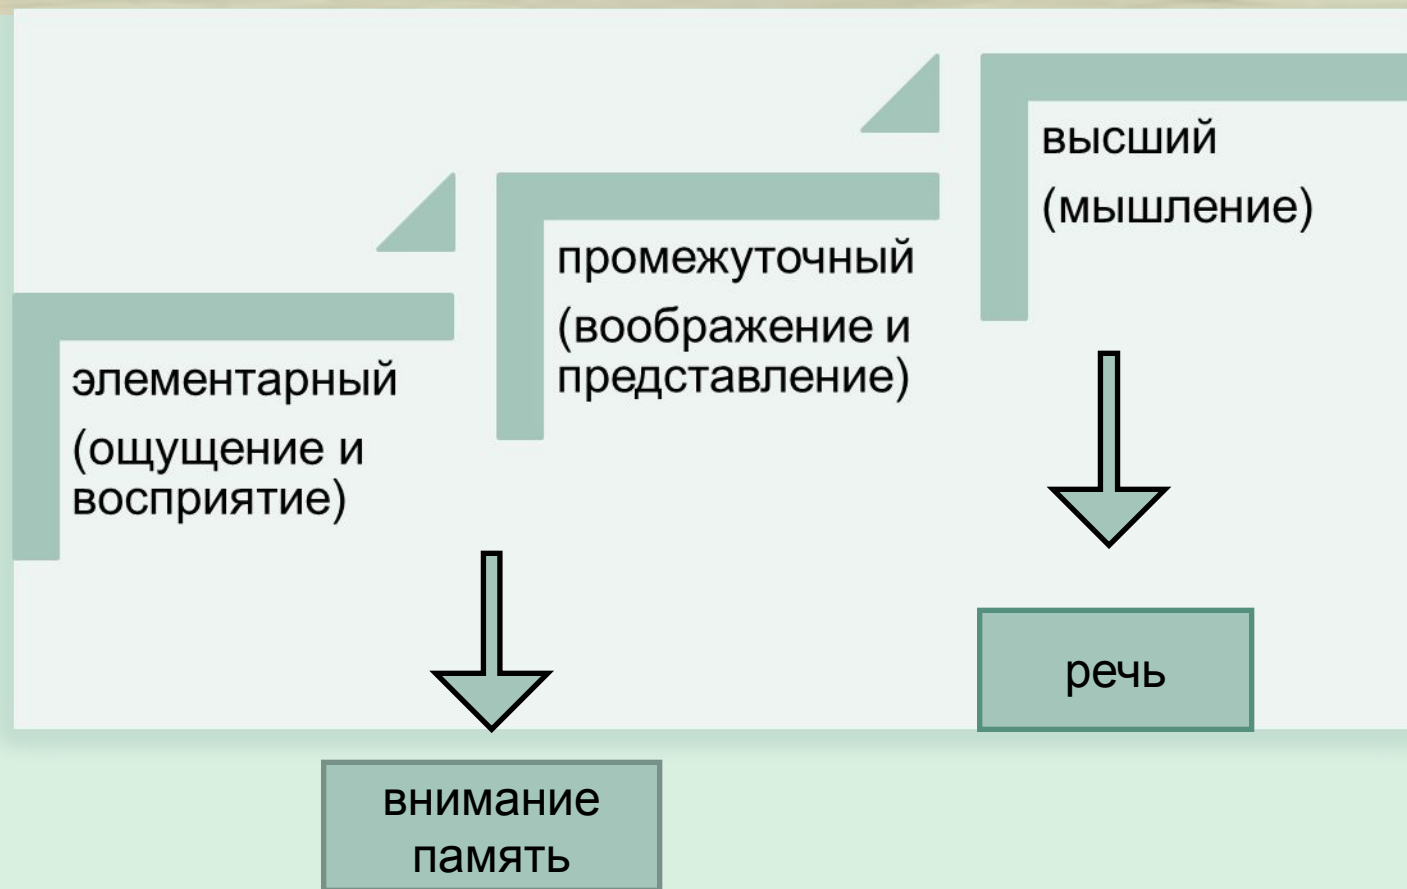 элементарный
(ощущение и
восприятие)
промежуточный
(воображение и
представление)
высший
(мышление)
внимание
память
речь